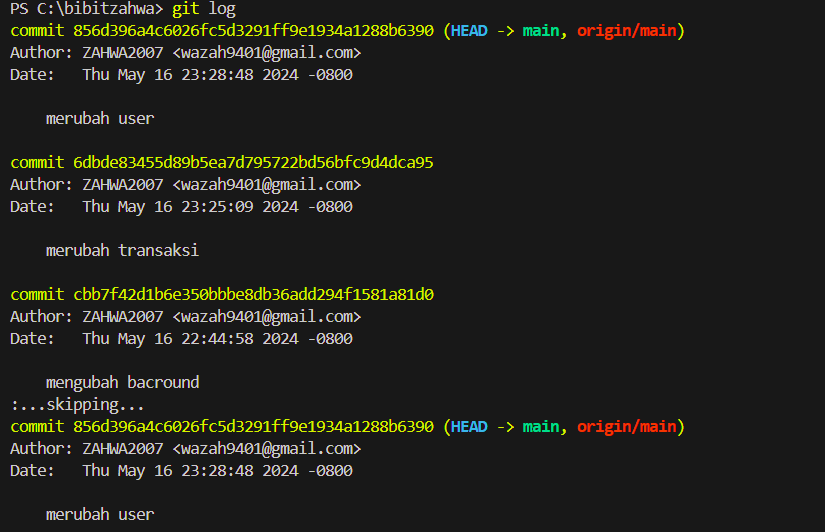 PS C:\bibitzahwa> git log
commit 856d396a4c6026fc5d3291ff9e1934a1288b6390 (HEAD -> main, origin/main)
Author: ZAHWA2007 <wazah9401@gmail.com>
Date:   Thu May 16 23:28:48 2024 -0800
merubah user
commit 6dbde83455d89b5ea7d795722bd56bfc9d4dca95
Author: ZAHWA2007 <wazah9401@gmail.com>
Date:   Thu May 16 23:25:09 2024 -0800
merubah transaksi
commit cbb7f42d1b6e350bbbe8db36add294f1581a81d0
Author: ZAHWA2007 <wazah9401@gmail.com>
Date:   Thu May 16 22:44:58 2024 -0800
mengubah bacround
:...skipping...
commit 856d396a4c6026fc5d3291ff9e1934a1288b6390 (HEAD -> main, origin/main)
Author: ZAHWA2007 <wazah9401@gmail.com>
Date:   Thu May 16 23:28:48 2024 -0800
merubah user